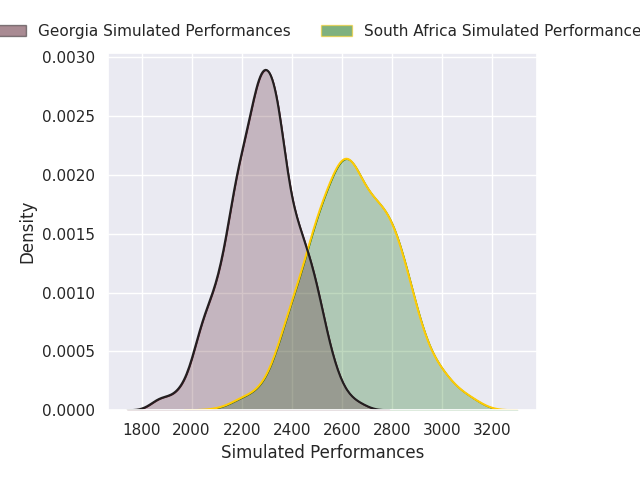 Georgia Simulated Performances South Africa Simulated Performance
0.0030
0.0025
0.0020
0.0015
0.0010
0.0005
0.0000
Density
1800 2000 2200 2400 2600 2800 3000 3200
Simulated Performances